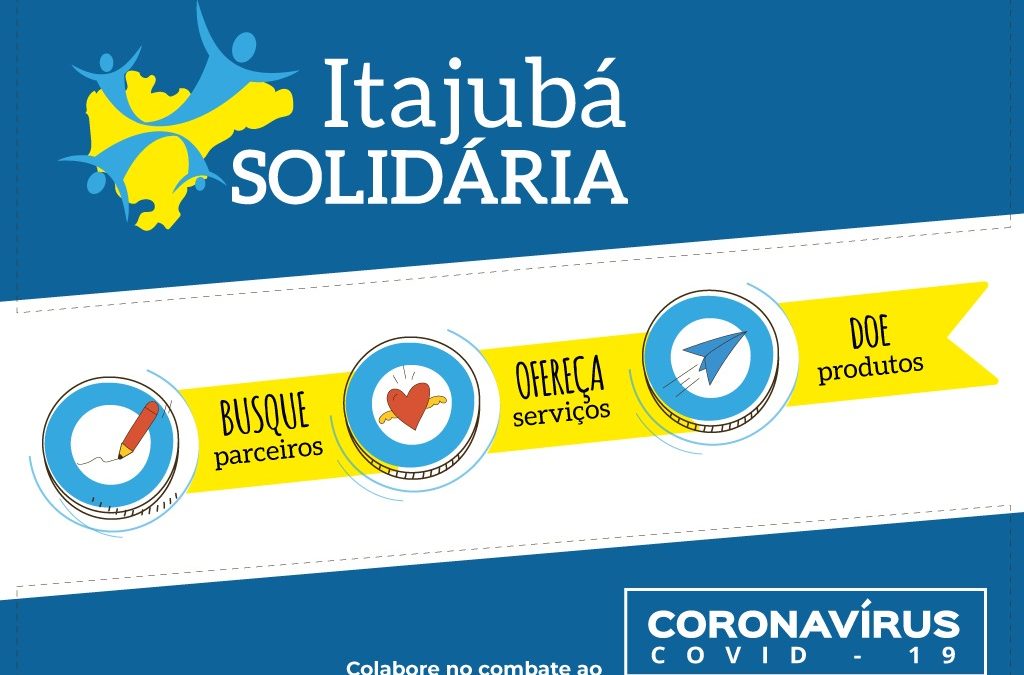 Itajubá
SOLIDÁRIA
BUSQUE
parceiros
OFEREÇA
serviços
DOE
produtos
Colabore no combate ao
CORONAVÍRUS
COVID - 19